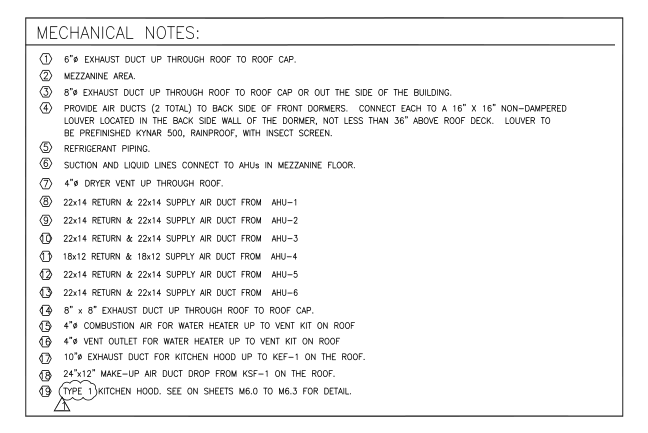 MECHANICAL NOTES:
1 6"ø EXHAUST DUCT UP THROUGH ROOF TO ROOF CAP.
2 MEZZANINE AREA.
3 8"ø EXHAUST DUCT UP THROUGH ROOF TO ROOF CAP OR OUT THE SIDE OF THE BUILDING.
4 PROVIDE AIR DUCTS (2 TOTAL) TO BACK SIDE OF FRONT DORMERS. CONNECT EACH TO A 16" X 16" NON-DAMPERED
LOUVER LOCATED IN THE BACK SIDE WALL OF THE DORMER, NOT LESS THAN 36" ABOVE ROOF DECK. LOUVER TO
BE PREFINISHED KYNAR 500, RAINPROOF, WITH INSECT SCREEN.
5 REFRIGERANT PIPING.
6 SUCTION AND LIQUID LINES CONNECT TO AHUs IN MEZZANINE FLOOR.
7 4"ø DRYER VENT UP THROUGH ROOF.
8 22x14 RETURN & 22x14 SUPPLY AIR DUCT FROM AHU-1
9 22x14 RETURN & 22x14 SUPPLY AIR DUCT FROM AHU-2
10 22x14 RETURN & 22x14 SUPPLY AIR DUCT FROM AHU-3
11 18x12 RETURN & 18x12 SUPPLY AIR DUCT FROM AHU-4
12 22x14 RETURN & 22x14 SUPPLY AIR DUCT FROM AHU-5
13 22x14 RETURN & 22x14 SUPPLY AIR DUCT FROM AHU-6
14 8" x 8" EXHAUST DUCT UP THROUGH ROOF TO ROOF CAP.
15 4"ø COMBUSTION AIR FOR WATER HEATER UP TO VENT KIT ON ROOF
16 4"ø VENT OUTLET FOR WATER HEATER UP TO VENT KIT ON ROOF
17 10"ø EXHAUST DUCT FOR KITCHEN HOOD UP TO KEF-1 ON THE ROOF.
18 24"x12" MAKE-UP AIR DUCT DROP FROM KSF-1 ON THE ROOF.
19 TYPE 1 KITCHEN HOOD. SEE ON SHEETS M6.0 TO M6.3 FOR DETAIL.
1